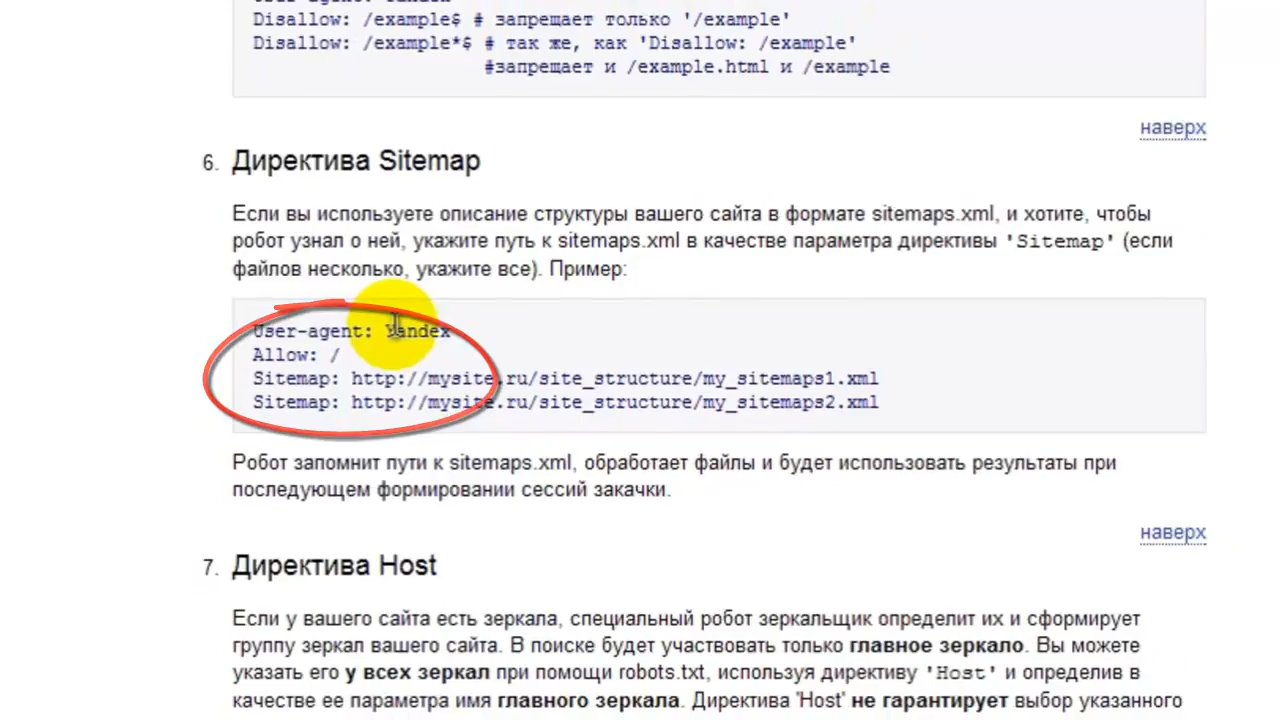 Disallow: /example$ # запрещает только '/example'
Disallow: /example*$ # так же, как 'Disallow: /example'
#запрещает и /example.html и /example
наверх
6. Директива Sitemap
Если вы используете описание структуры вашего сайта в формате sitemaps.xml, и хотите, чтобы
робот узнал о ней, укажите путь к sitemaps.xml в качестве параметра директивы 'Sitemap' (если
файлов несколько, укажите все). Пример:
User-agent: Yandex
Allow: /
Sitemap: http://mysite.ru/site_structure/my_sitemaps1.xml
Sitemap: http://mysite.ru/site_structure/my_sitemaps2.xml
Робот запомнит пути к sitemaps.xml, обработает файлы и будет использовать результаты при
последующем формировании сессий закачки.
наверх
7. Директива Host
Если у вашего сайта есть зеркала, специальный робот зеркальщик определит их и сформирует
группу зеркал вашего сайта. В поиске будет участвовать только главное зеркало. Вы можете
указать его у всех зеркал при помощи robots.txt, используя директиву 'Host' и определив в
качестве ее параметра имя главного зеркала. Директива 'Host' не гарантирует выбор указанного